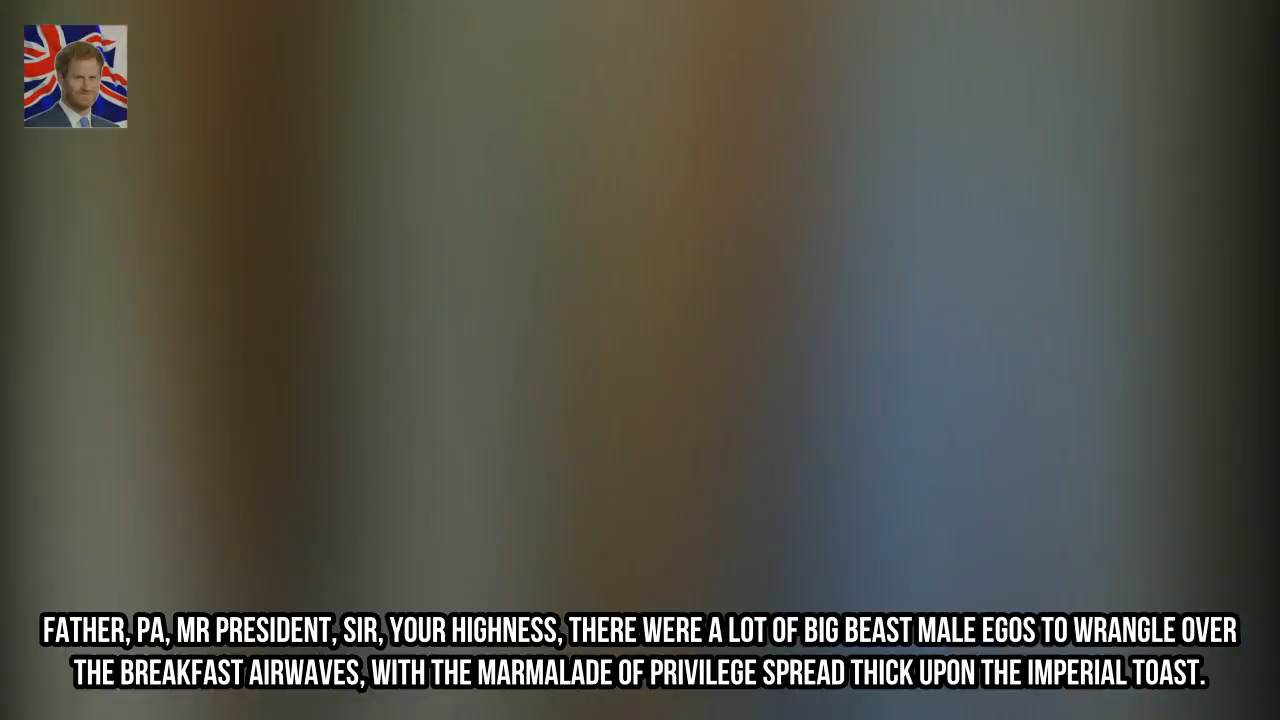 FATHER, PA, MR PRESIDENT, SIR, YOUR HIGHNESS, THERE WERE A LOT OF BIG BEAST MALE EGOS TO WRANGLE OVER
THE BREAKFAST AIRWAVES, WITH THE MARMALADE OF PRIVILEGE SPREAD THICK UPON THE IMPERIAL TOAST.